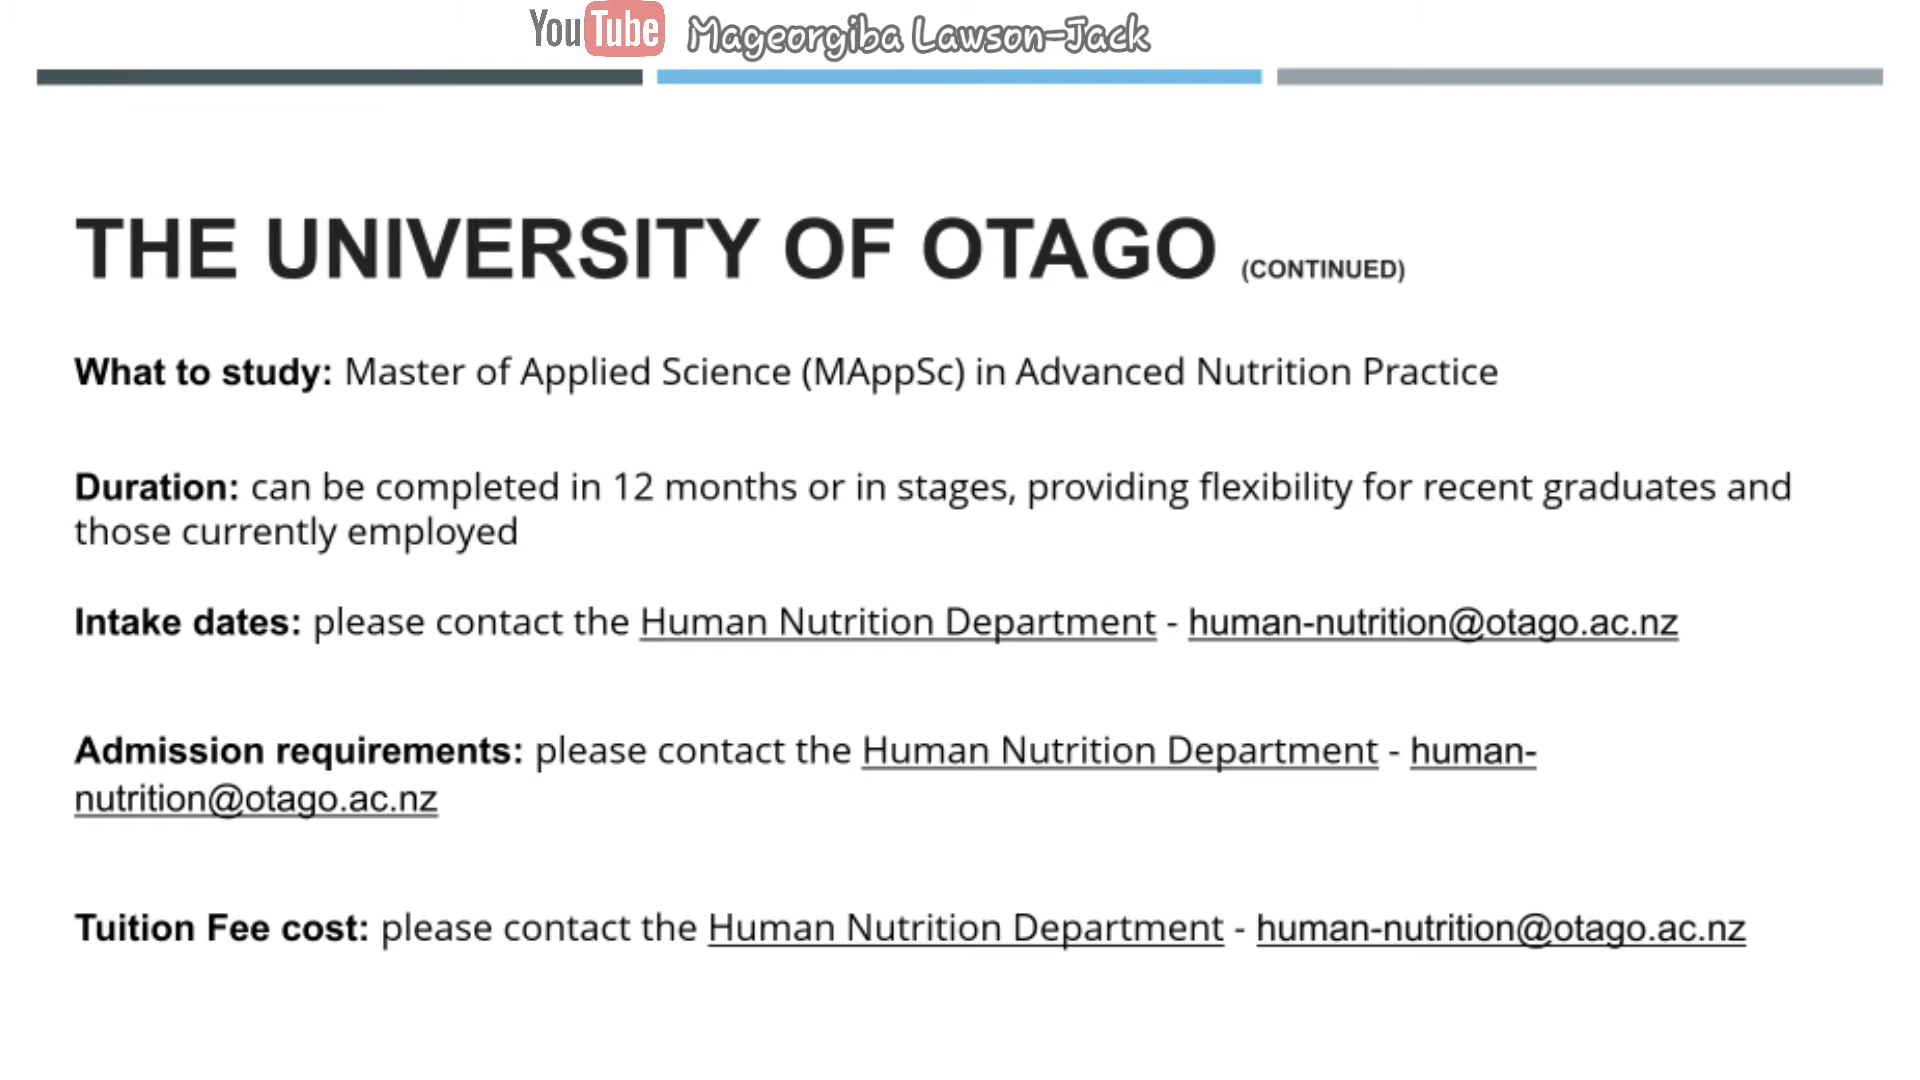 YouTube Mageorgiba Lawson-Jack
THE UNIVERSITY OF OTAGO (CONTINUED)
What to study: Master of Applied Science (MAppSc) in Advanced Nutrition Practice
Duration: can be completed in 12 months or in stages, providing flexibility for recent graduates and
those currently employed
Intake dates: please contact the Human Nutrition Department - human-nutrition@otago.ac.nz
Admission requirements: please contact the Human Nutrition Department - human-
nutrition@otago.ac.nz
Tuition Fee cost: please contact the Human Nutrition Department - human-nutrition@otago.ac.nz